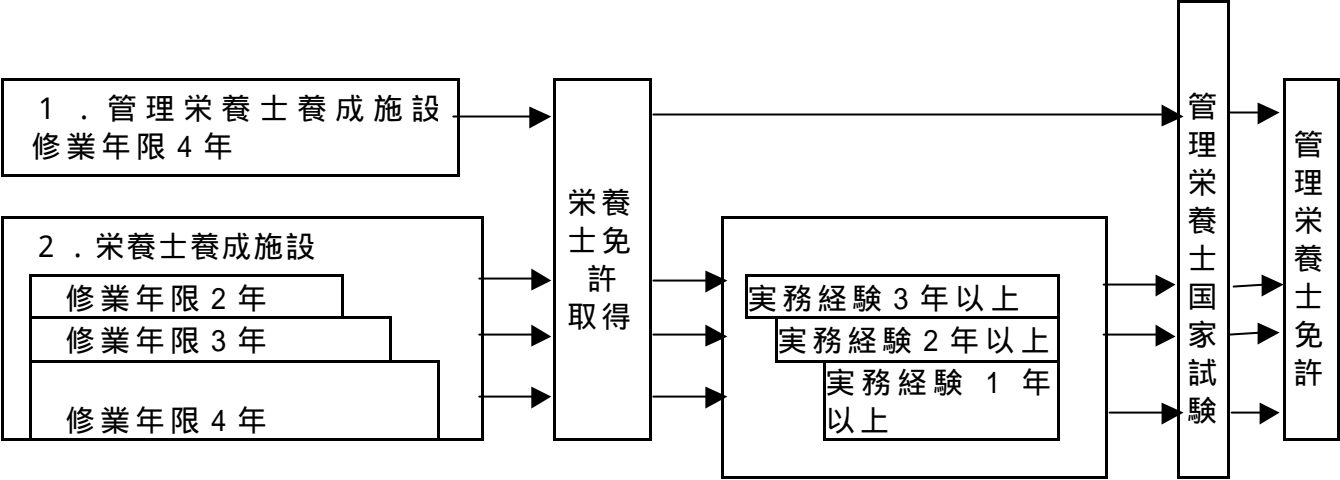 1．管理栄養士養成施設
修業年限4年
2．栄養士養成施設
修業年限2年
修業年限3年
修業年限4年
栄養
士免
許
取得
実務経験3年以上
実務経験2年以上
実務経験1年
以上
管理栄養士国家試験
管理栄養士免許